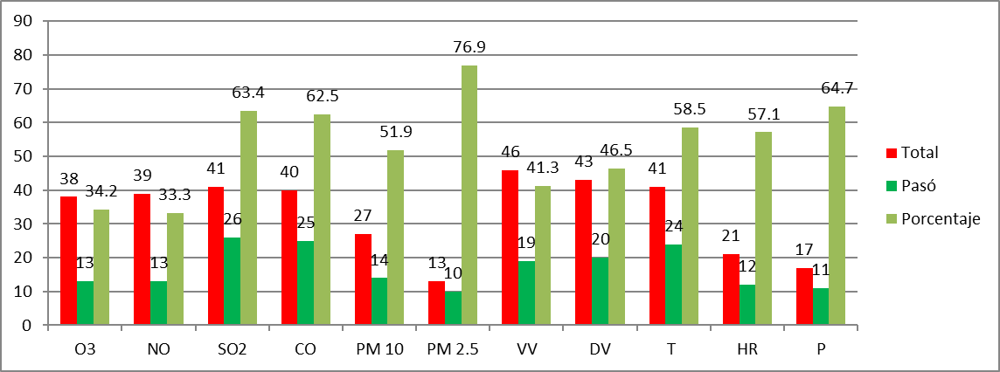 90
80
70
60
50
40
30
20
10
0
38 13 34.2
39 13 33.3
41 26 63.4
40 25 62.5
27 14 51.9
13 10 76.9
46 19 41.3
43 20 46.5
41 24 58.5
21 12 57.1
17 11 64.7
O3 NO SO2 CO PM 10 PM 2.5 VV DV T HR P
Total
Pasó
Porcentaje